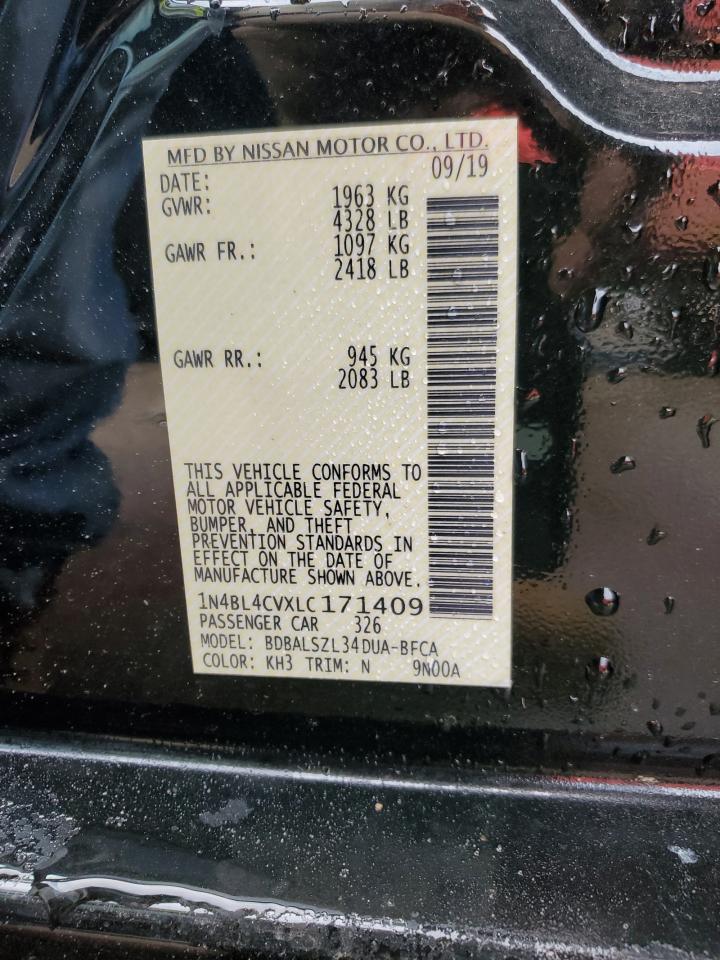 MFD BY NISSAN MOTOR CO., LTD.
DATE: 09/19
GVWR: 1963 KG
4328 LB
GAWR FR.: 1097 KG
2418 LB
GAWR RR.: 945 KG
2083 LB
THIS VEHICLE CONFORMS TO
ALL APPLICABLE FEDERAL
MOTOR VEHICLE SAFETY,
BUMPER, AND THEFT
PREVENTION STANDARDS IN
EFFECT ON THE DATE OF
MANUFACTURE SHOWN ABOVE.
1N4BL4CVXLC171409
PASSENGER CAR 326
MODEL: BDBALSZL34DUA-BFCA
COLOR: KH3 TRIM: N 9N00A